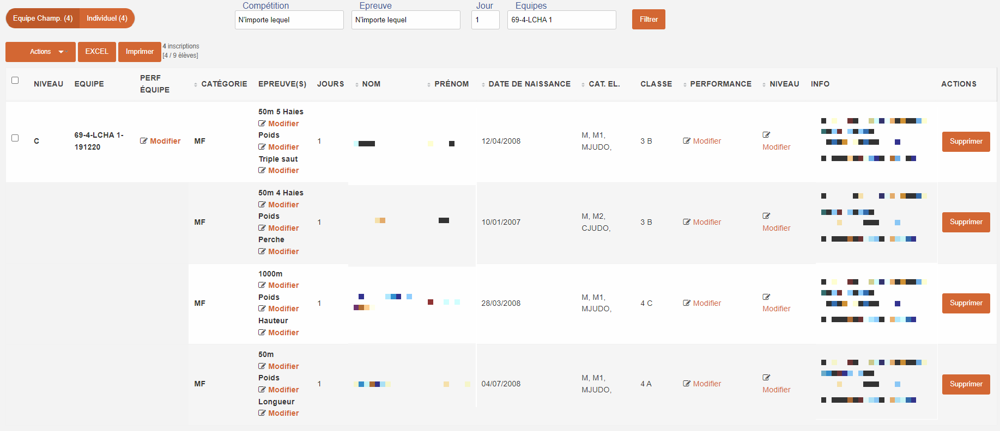 Compétition Epreuve Jour Equipes
Equipe Champ. (4) Individuel (4) N'importe lequel N'importe lequel 1 69-4-LCHA 1 Filtrer
Actions EXCEL Imprimer 4 inscriptions
[4 / 9 élèves]
NIVEAU EQUIPE PERF ÉQUIPE CATÉGORIE EPREUVE(S) JOURS NOM PRÉNOM DATE DE NAISSANCE CAT. EL. CLASSE PERFORMANCE NIVEAU INFO ACTIONS
50m 5 Haies
Modifier
Poids
Modifier
Triple saut
Modifier
C 69-4-LCHA 1-
191220
Modifier MF 1 12/04/2008 M, M1,
MJUDO,
3 B Modifier Modifier Supprimer
50m 4 Haies
Modifier
Poids
Modifier
Perche
Modifier
MF 1 10/01/2007 M, M2,
CJUDO,
3 B Modifier Modifier Supprimer
1000m
Modifier
Poids
Modifier
Hauteur
Modifier
MF 1 28/03/2008 M, M1,
MJUDO,
4 C Modifier Modifier Supprimer
50m
Modifier
Poids
Modifier
Longueur
Modifier
MF 1 04/07/2008 M, M1,
MJUDO,
4 A Modifier Modifier Supprimer